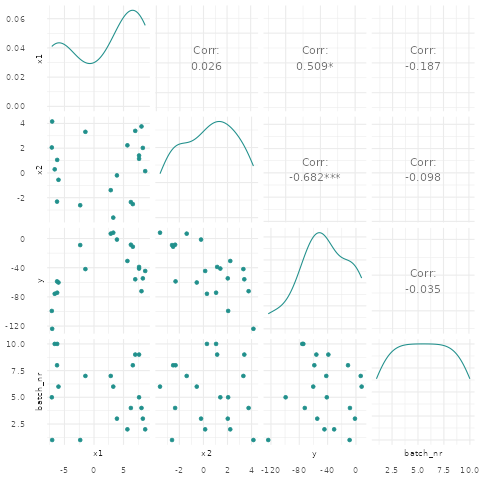 0.06
0.04
0.02
0.00
x1
Corr:
0.026
Corr:
0.509*
Corr:
-0.187
4
2
0
-2
x2
Corr:
-0.682***
Corr:
-0.098
0
-40
-80
-120
y
Corr:
-0.035
10.0
7.5
5.0
2.5
batch_nr
-5 0 5
-2 0 2 4
-120 -80 -40 0
2.5 5.0 7.5 10.0
x1 x2 y batch_nr